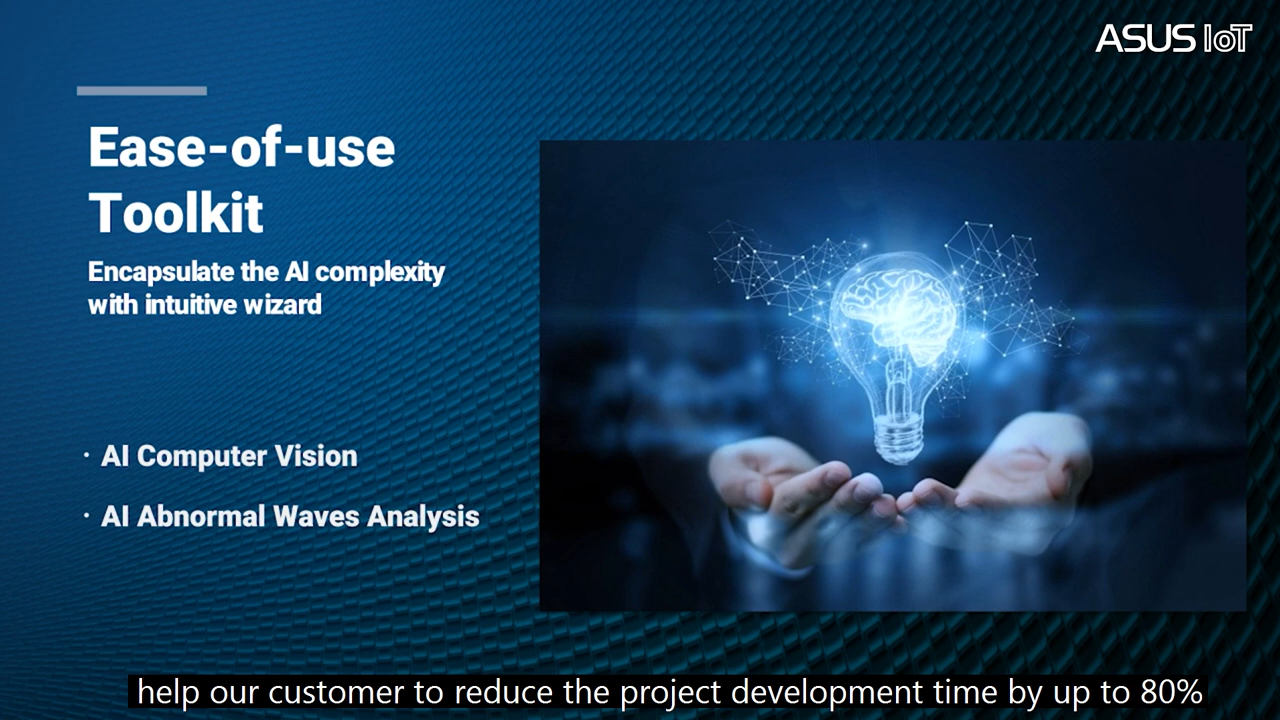 ASUS IoT
Ease-of-use
Toolkit
Encapsulate the AI complexity
with intuitive wizard
· AI Computer Vision
· AI Abnormal Waves Analysis
help our customer to reduce the project development time by up to 80%